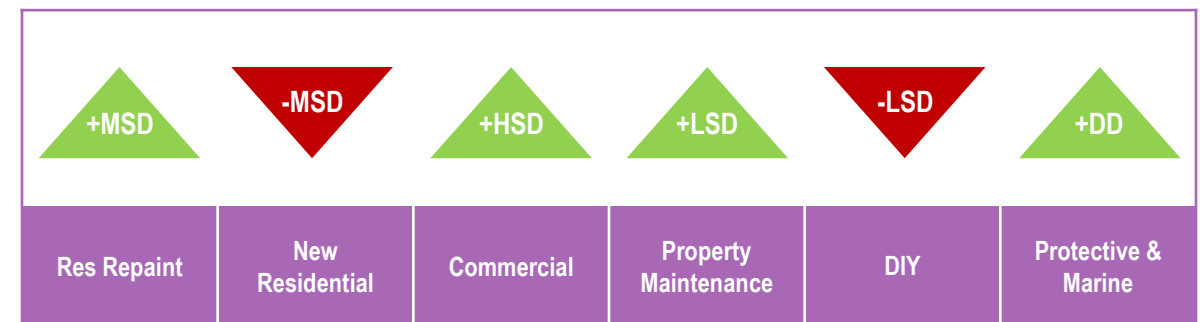 +MSD
-MSD
+HSD
+LSD
-LSD
+DD
Res Repaint
New
Residential
Commercial
Property
Maintenance
DIY
Protective &
Marine